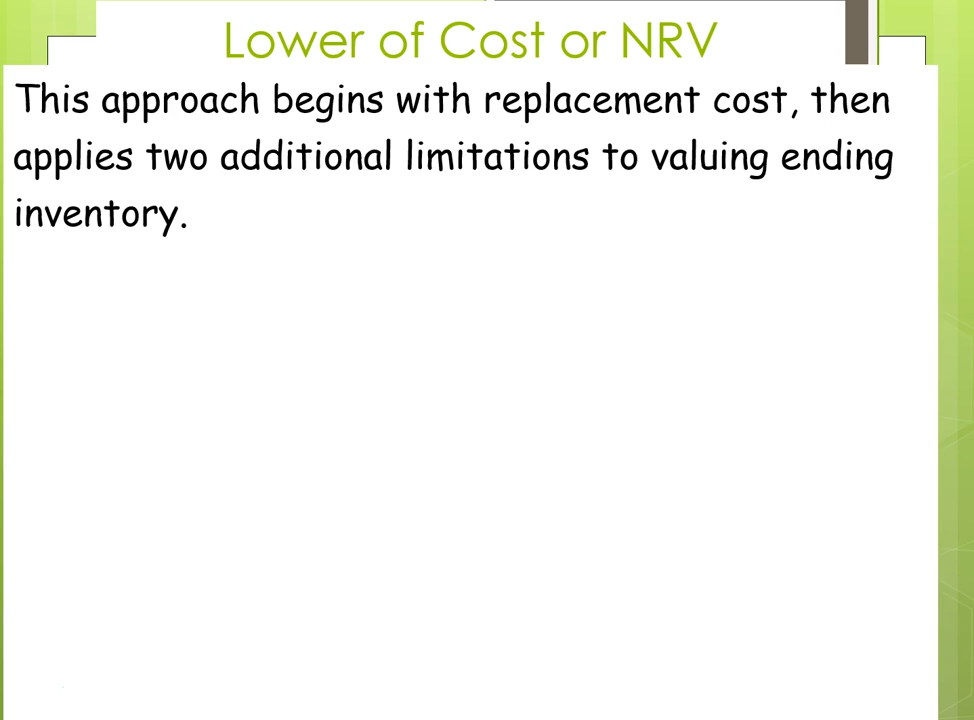 Lower of Cost or NRV
This approach begins with replacement cost, then
applies two additional limitations to valuing ending
inventory.